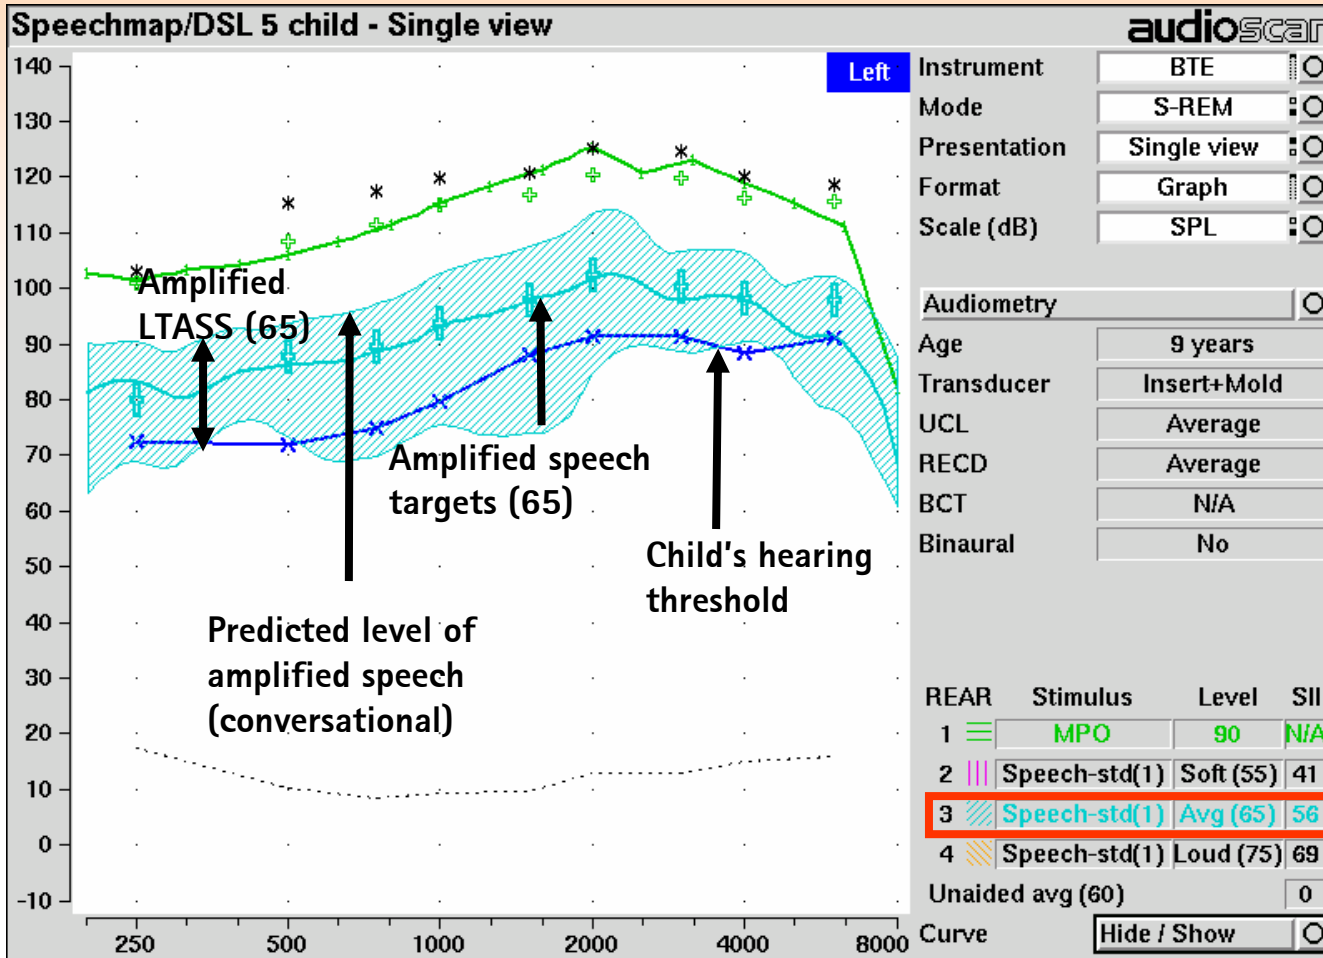 Speechmap/DSL 5 child - Single view
audioscan
Left
140
130
120
110
100
90
80
70
60
50
40
30
20
10
0
-10
250
500
1000
2000
4000
8000
Amplified
LTASS (65)
Amplified speech
targets (65)
Child's hearing
threshold
Predicted level of
amplified speech
(conversational)
Instrument BTE
Mode S-REM
Presentation Single view
Format Graph
Scale (dB) SPL
Audiometry
Age 9 years
Transducer Insert+Mold
UCL Average
RECD Average
BCT N/A
Binaural No
REAR Stimulus Level SII
1 MPO 90 N/A
2 Speech-std(1) Soft (55) 41
3 Speech-std(1) Avg (65) 56
4 Speech-std(1) Loud (75) 69
Unaided avg (60) 0
Curve Hide / Show